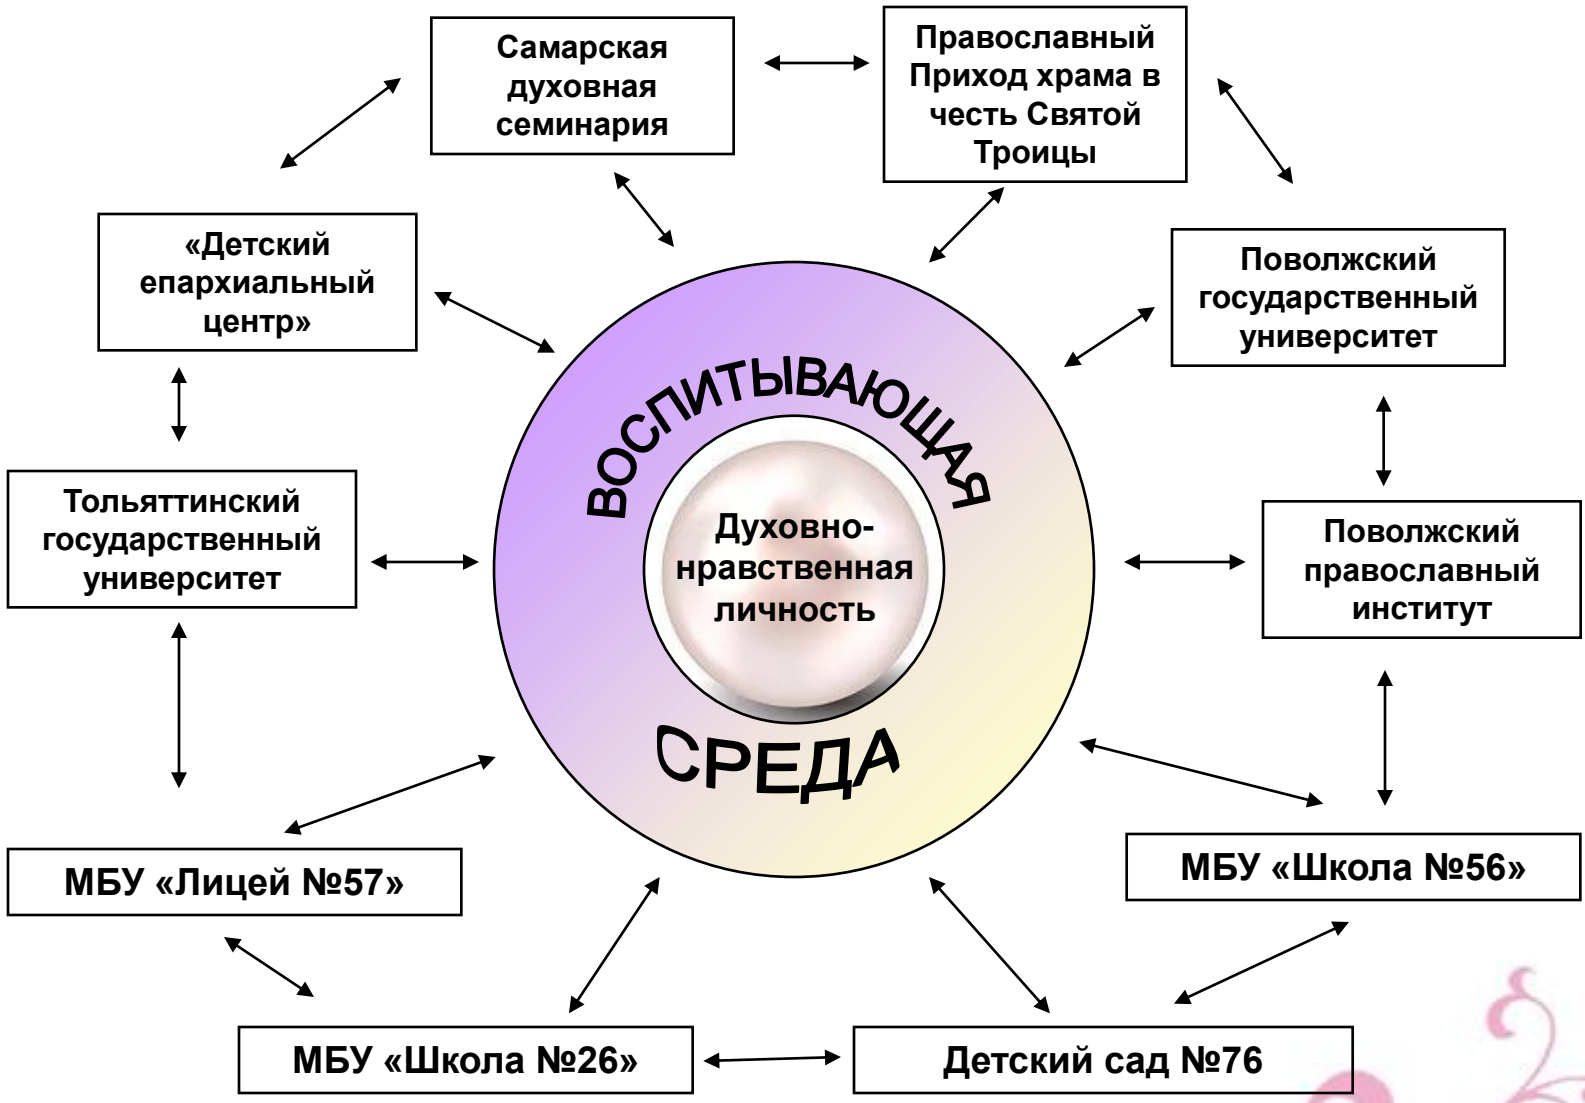 Самарская
духовная
семинария
Православный
Приход храма в
честь Святой
Троицы
«Детский
епархиальный
центр»
Поволжский
государственный
университет
ВОСПИТЫВАЮЩАЯ
Тольяттинский
государственный
университет
Духовно-
нравственная
личность
Поволжский
православный
институт
СРЕДА
МБУ «Лицей №57»
МБУ «Школа №56»
МБУ «Школа №26»
Детский сад №76